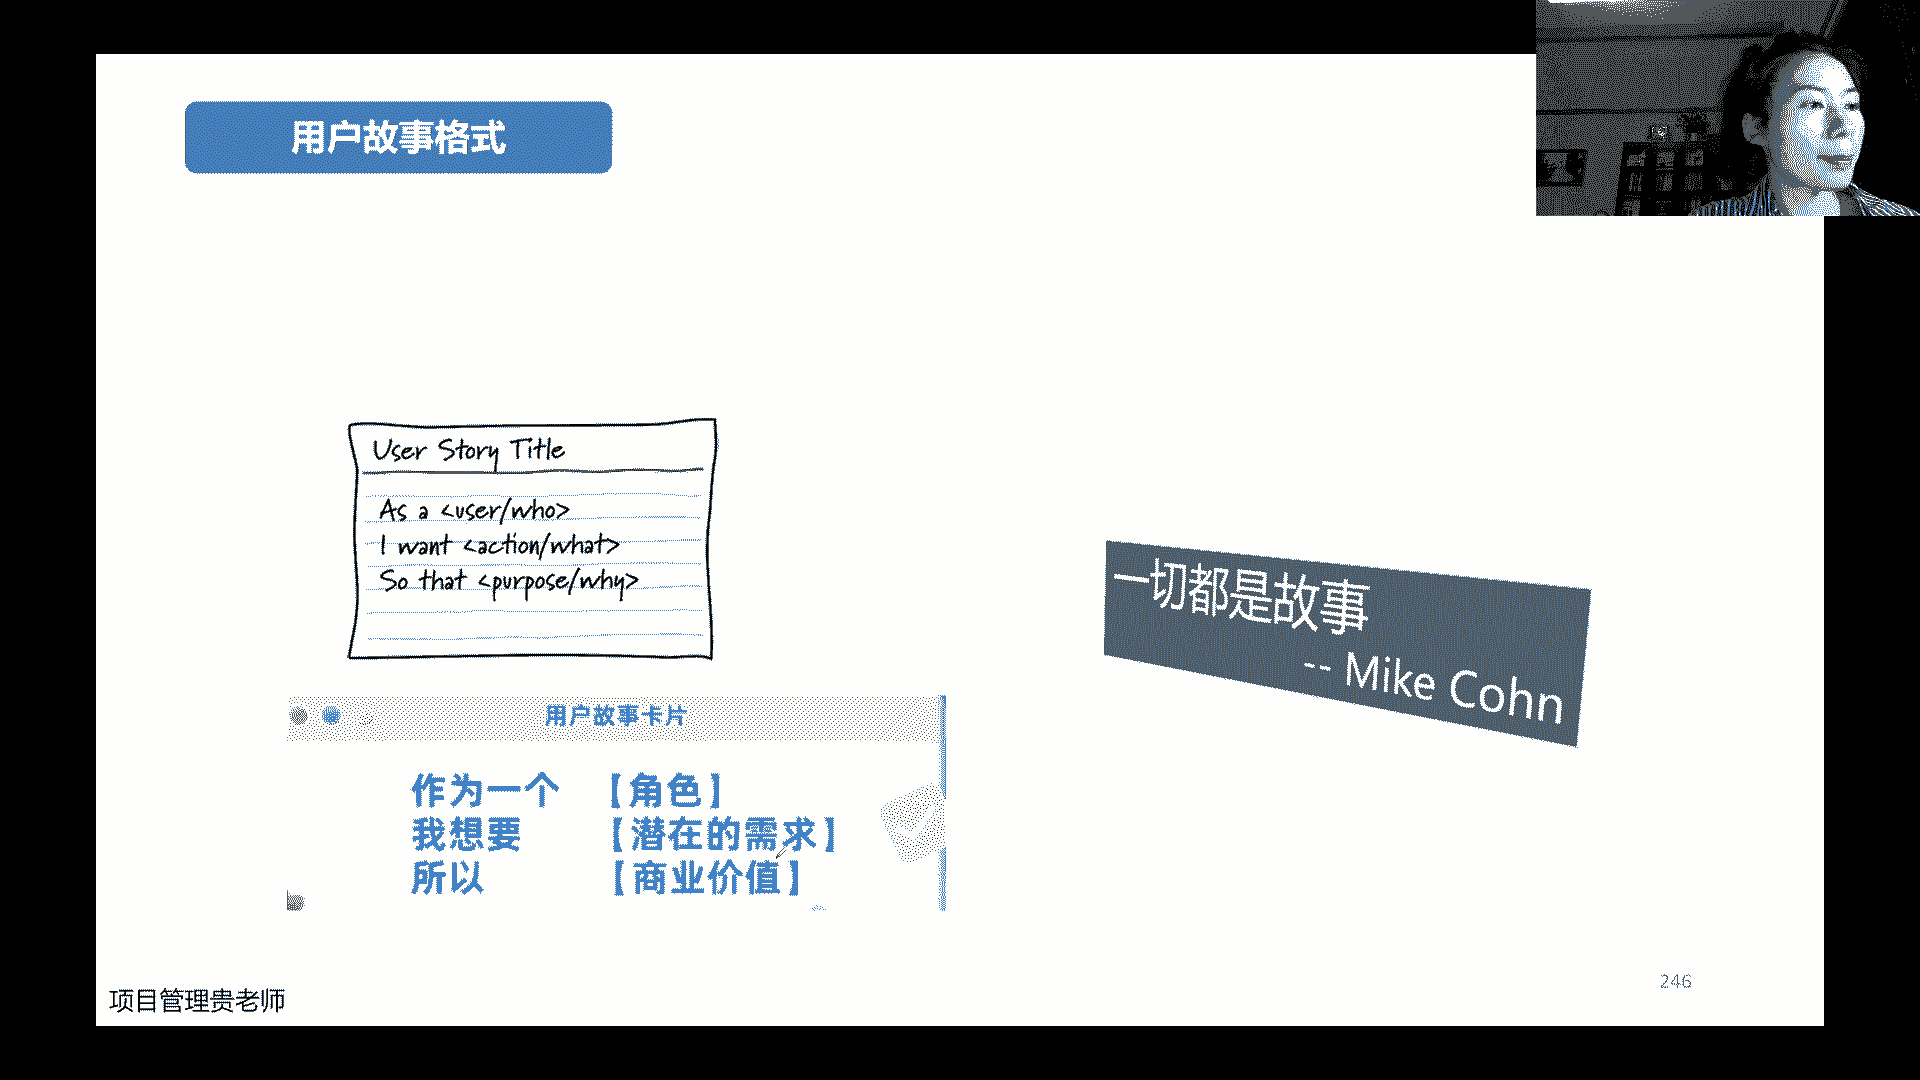 用户故事格式
User Story Title
As a <user/who>
I want <action/what>
So that <purpose/why>
一切都是故事
-- Mike Cohn
用户故事卡片
作为一个 【角色】
我想要 【潜在的需求】
所以 【商业价值】
246
项目管理贵老师